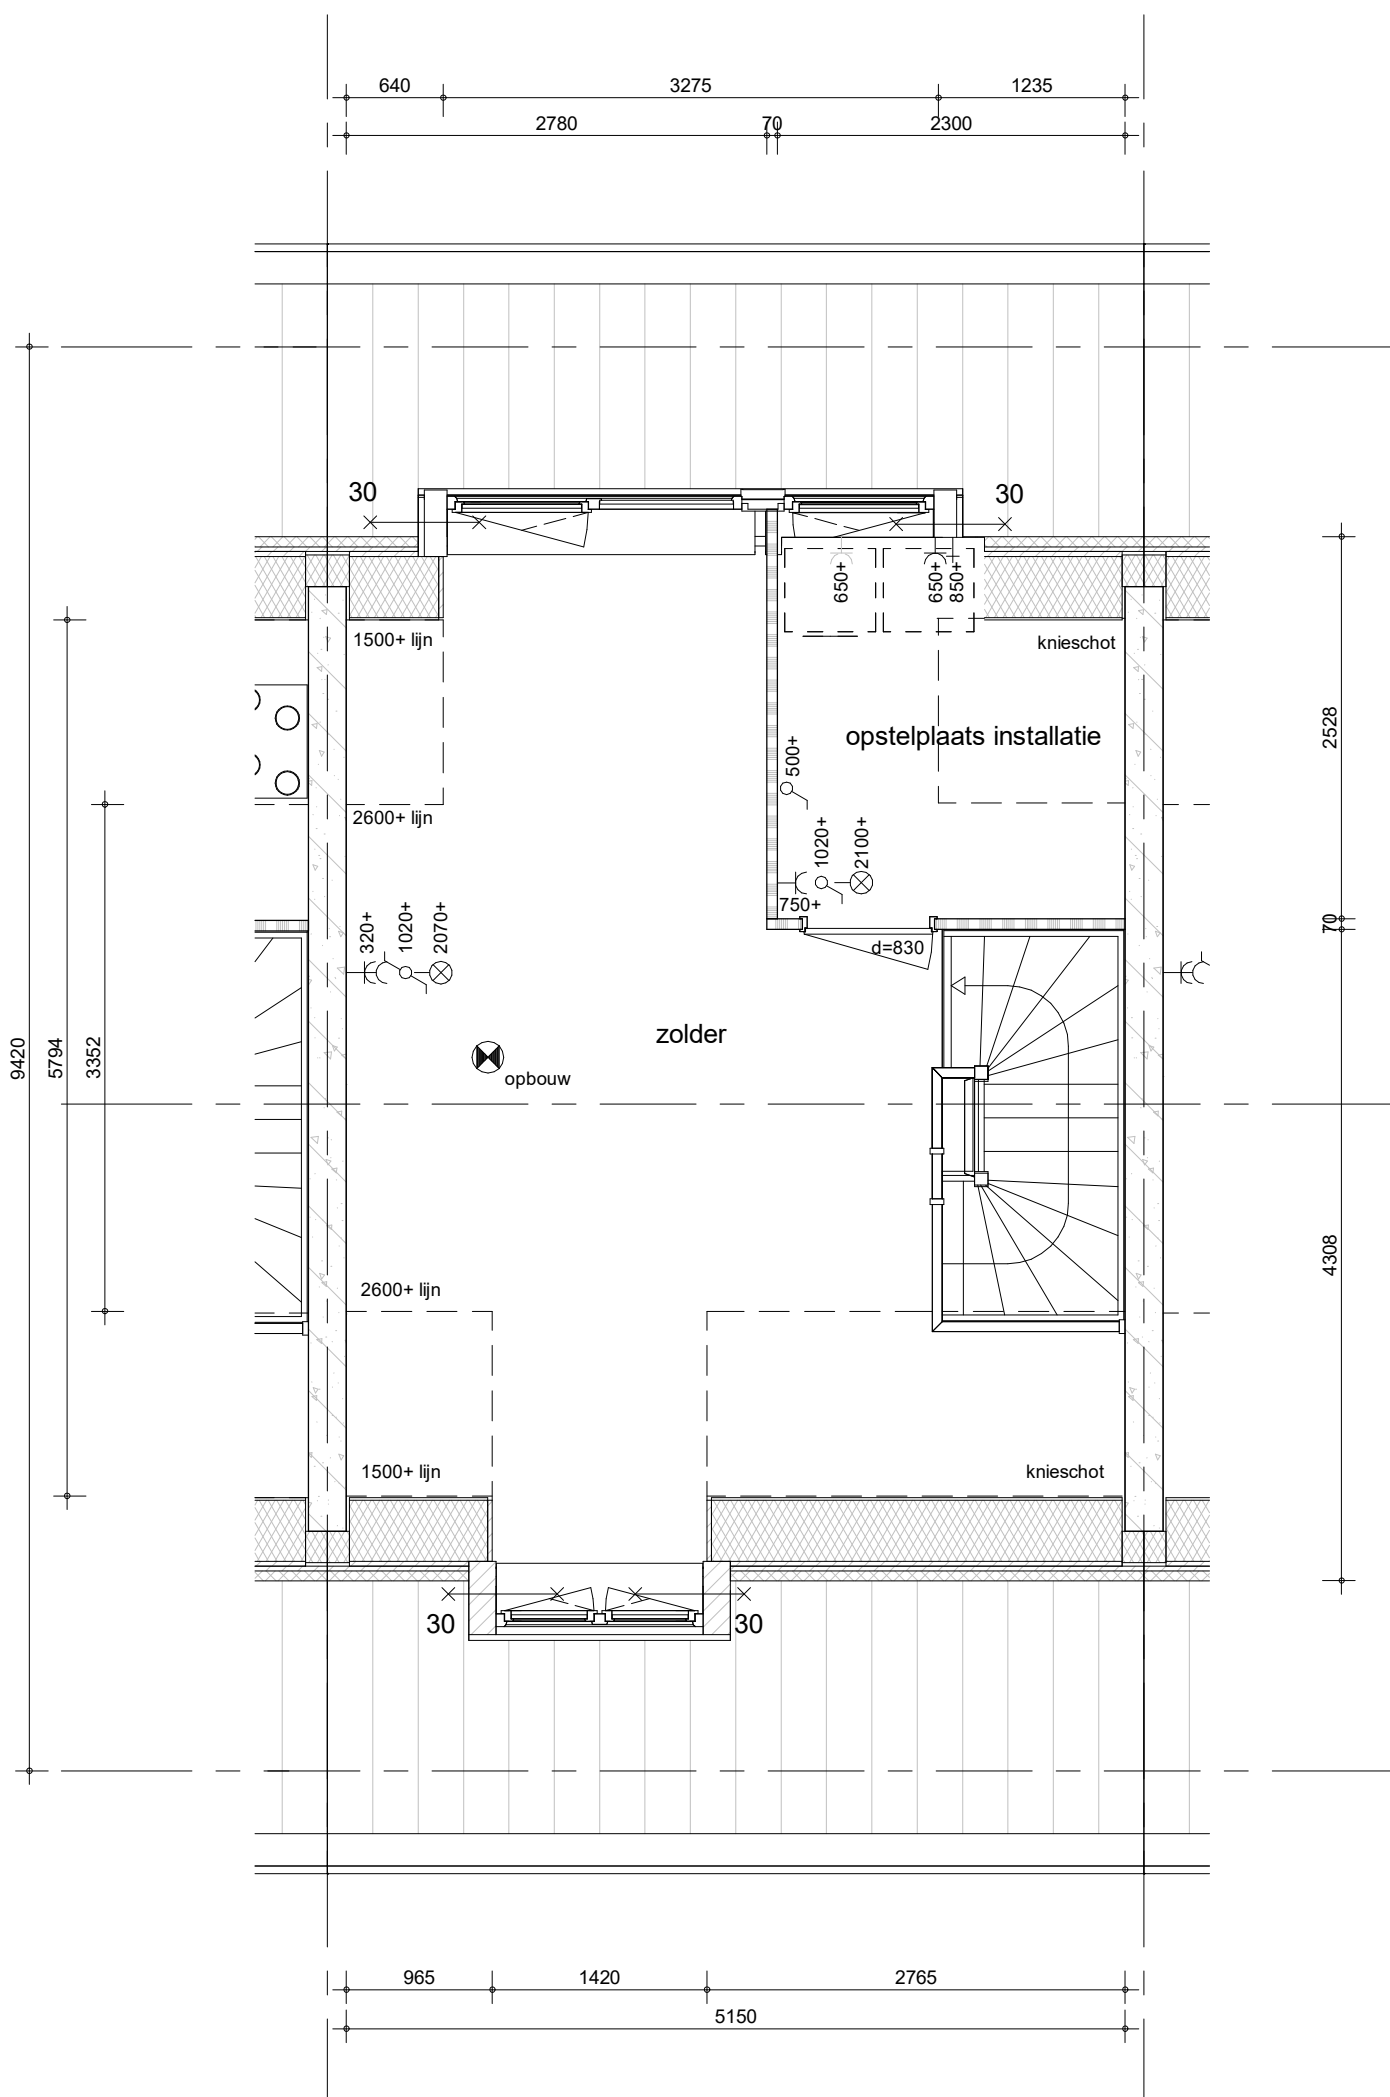 640 3275 1235
2780 70 2300
30 30
650+ 650+ 850+
1500+ lijn knieschot
opstelplaats installatie
2528
500+
2600+ lijn
1020+ 2100+
750+
320+ 1020+ 2070+
d=830
70
zolder
9420 5794 3352
opbouw
4308
2600+ lijn
1500+ lijn knieschot
30 30
965 1420 2765
5150